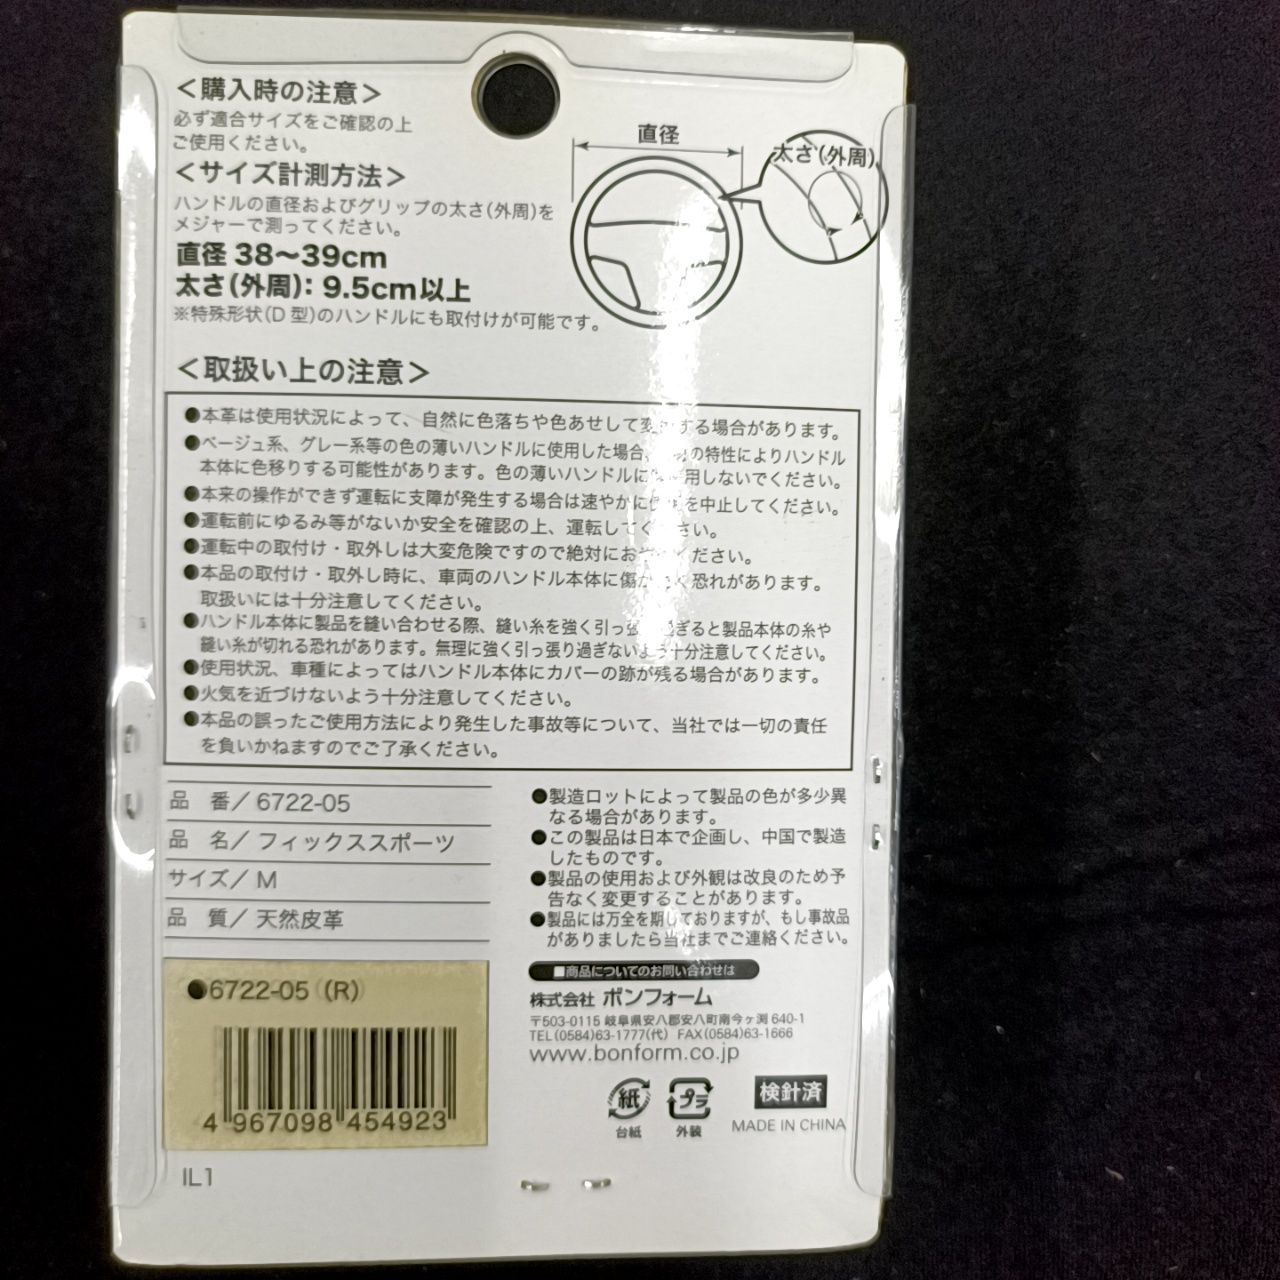 ＜購入時の注意＞
必ず適合サイズをご確認の上
ご使用ください。
＜サイズ計測方法＞
ハンドルの直径およびグリップの太さ（外周）を
メジャーで測ってください。
直径 38〜39cm
太さ（外周）：9.5cm以上
※特殊形状（D 型）のハンドルにも取付けが可能です。
直径
太さ（外周）
＜取扱い上の注意＞
●本革は使用状況によって、自然に色落ちや色あせして変 する場合があります。
●ベージュ系、グレー系等の色の薄いハンドルに使用した場合、 の特性によりハンドル
本体に色移りする可能性があります。色の薄いハンドルに 用しないでください。
●本来の操作ができず運転に支障が発生する場合は速やかに を中止してください。
●運転前にゆるみ等がないか安全を確認の上、運転してください。
●運転中の取付け・取外しは大変危険ですので絶対にお ください。
●本品の取付け・取外し時に、車両のハンドル本体に傷が 恐れがあります。
取扱いには十分注意してください。
●ハンドル本体に製品を縫い合わせる際、縫い糸を強く引っ張 過ぎると製品本体の糸や
縫い糸が切れる恐れがあります。無理に強く引っ張り過ぎないよう十分注意してください。
●使用状況、車種によってはハンドル本体にカバーの跡が残る場合があります。
●火気を近づけないよう十分注意してください。
●本品の誤ったご使用方法により発生した事故等について、当社では一切の責任
を負いかねますのでご了承ください。
品　番／ 6722-05
品　名／ フィックススポーツ
サイズ／ M
品　質／ 天然皮革
●6722-05 (R)
4 967098 454923
IL1
●製造ロットによって製品の色が多少異
なる場合があります。
●この製品は日本で企画し、中国で製造
したものです。
●製品の使用および外観は改良のため予
告なく変更することがあります。
●製品には万全を期しておりますが、もし事故品
がありましたら当社までご連絡ください。
■商品についてのお問い合わせは
株式会社 ボンフォーム
〒503-0115 岐阜県安八郡安八町南今ヶ渕 640-1
TEL(0584)63-1777(代) FAX(0584)63-1666
www.bonform.co.jp
紙
台紙
プラ
外装
検針済
MADE IN CHINA